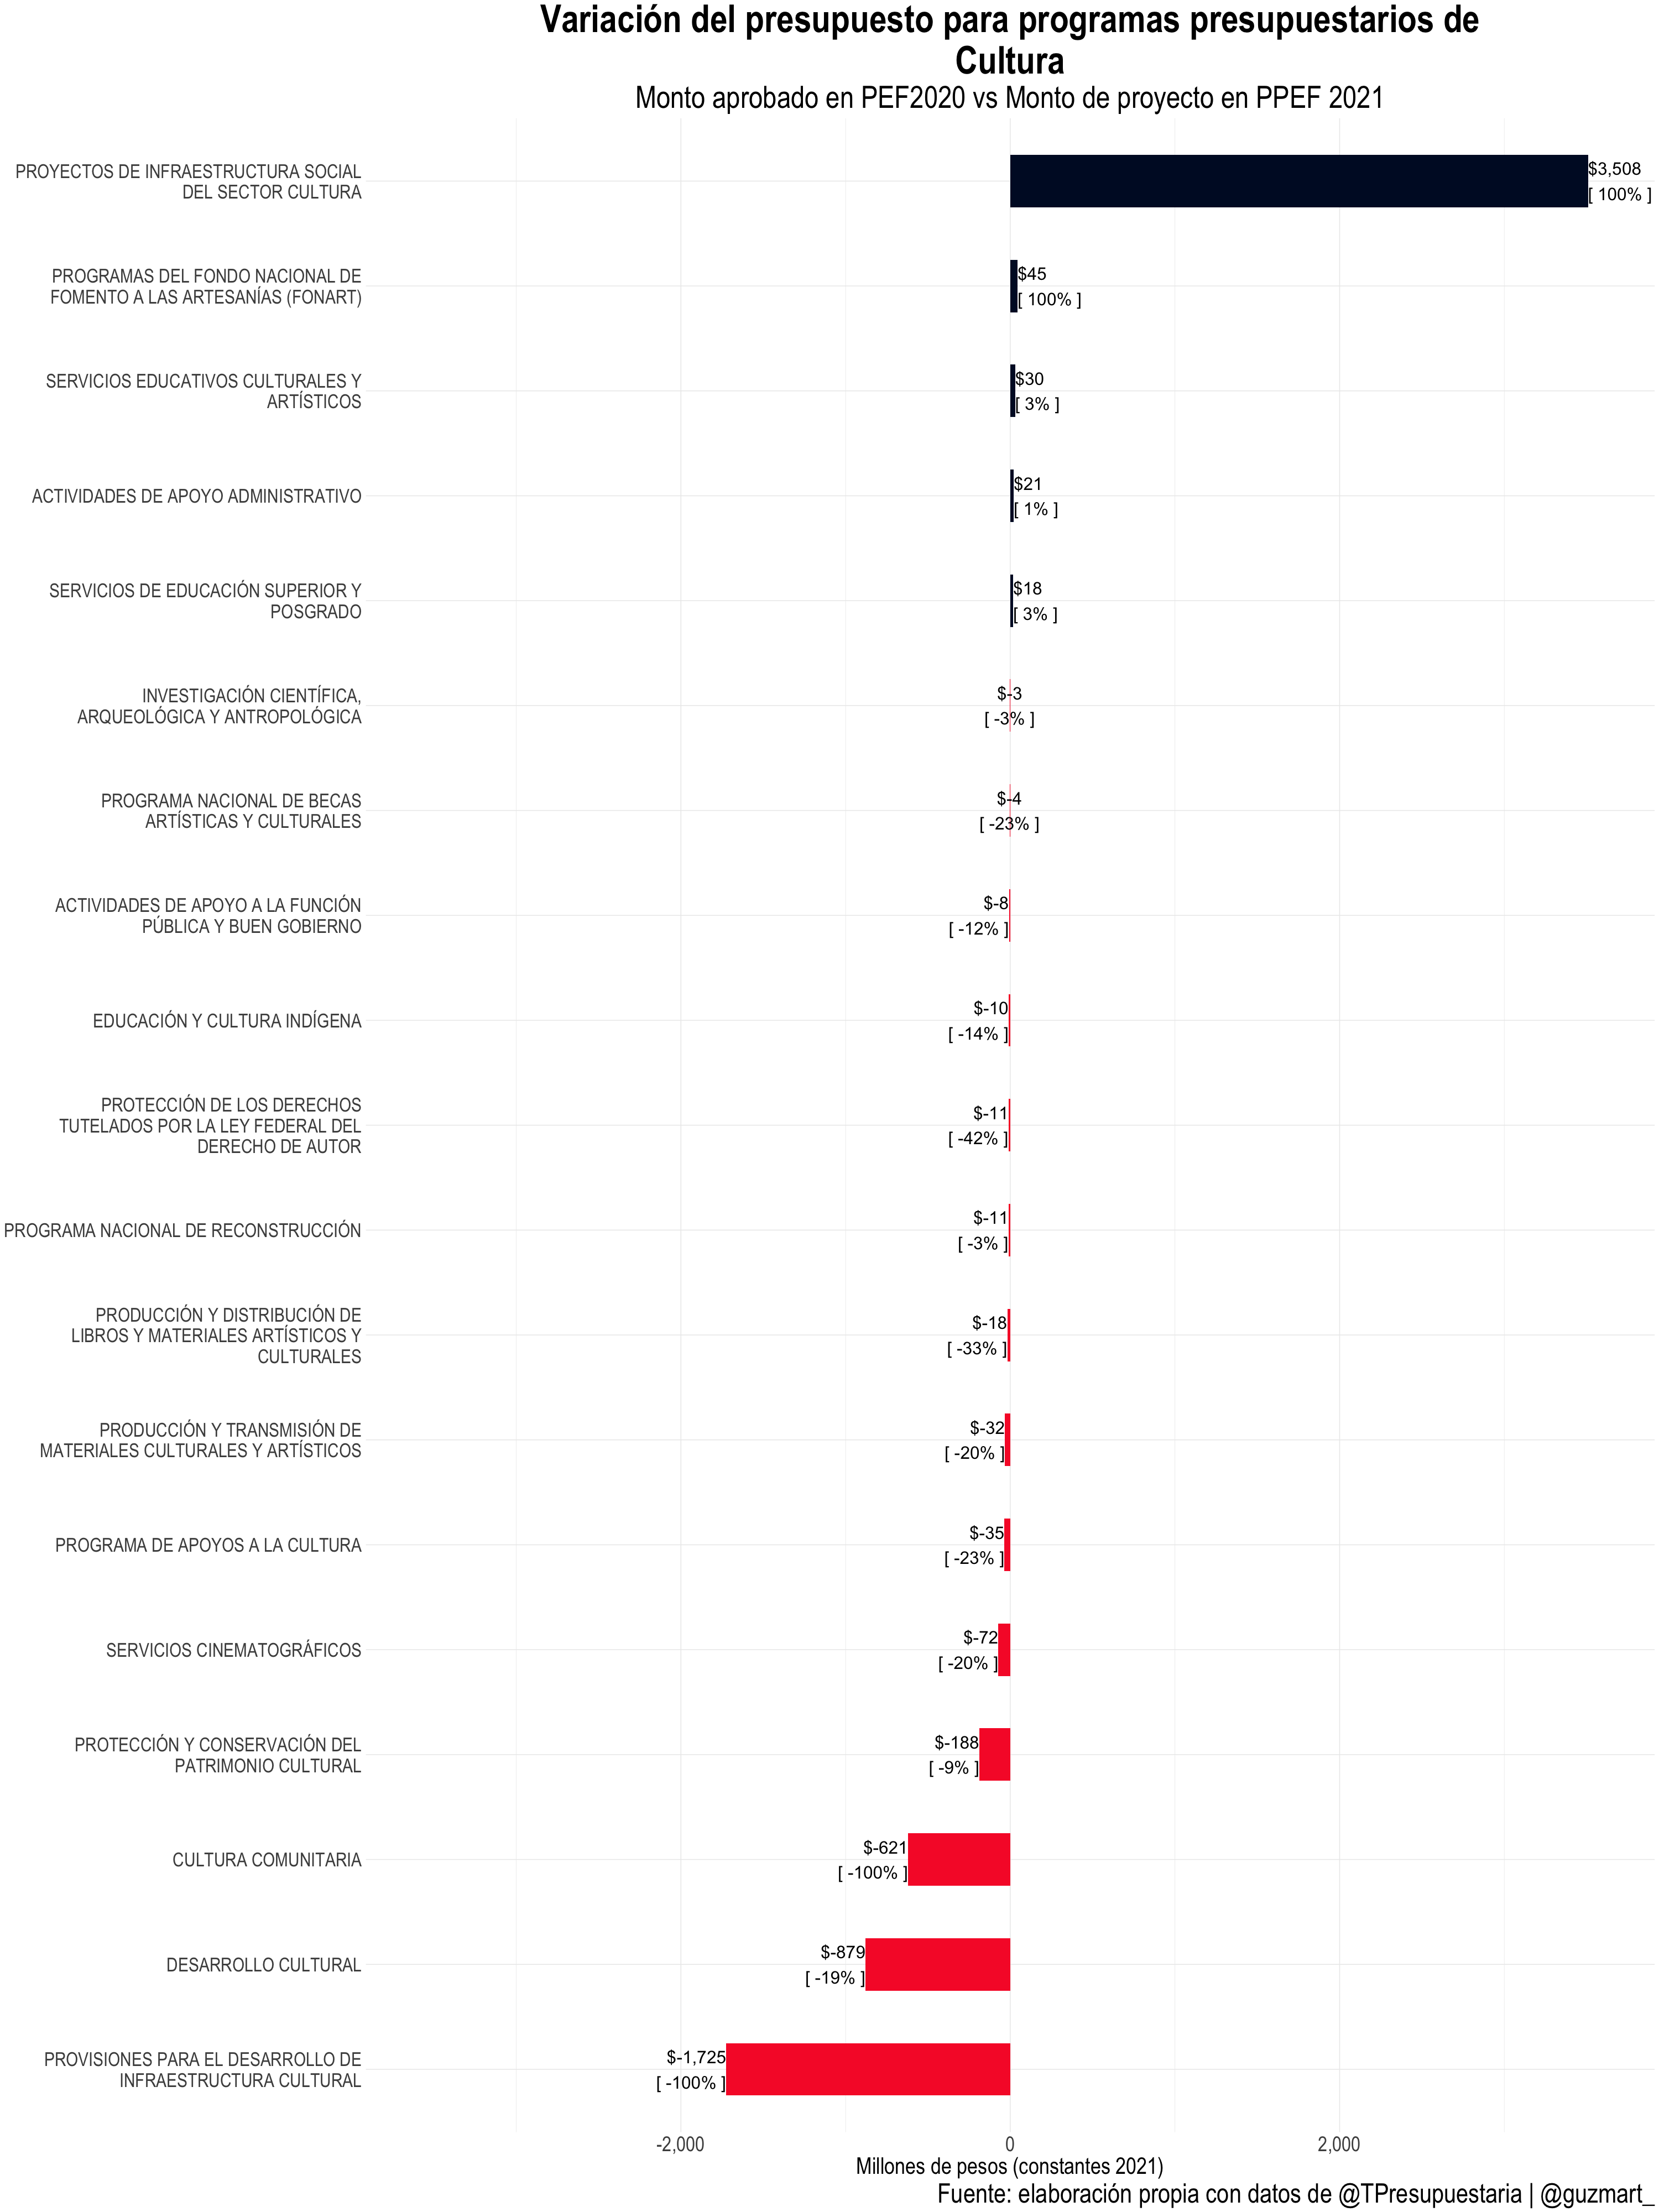 Variación del presupuesto para programas presupuestarios de
Cultura
Monto aprobado en PEF2020 vs Monto de proyecto en PPEF 2021
PROYECTOS DE INFRAESTRUCTURA SOCIAL
DEL SECTOR CULTURA
$3,508
[ 100% ]
PROGRAMAS DEL FONDO NACIONAL DE
FOMENTO A LAS ARTESANÍAS (FONART)
$45
[ 100% ]
SERVICIOS EDUCATIVOS CULTURALES Y
ARTÍSTICOS
$30
[ 3% ]
ACTIVIDADES DE APOYO ADMINISTRATIVO
$21
[ 1% ]
SERVICIOS DE EDUCACIÓN SUPERIOR Y
POSGRADO
$18
[ 3% ]
INVESTIGACIÓN CIENTÍFICA,
ARQUEOLÓGICA Y ANTROPOLÓGICA
$-3
[ -3% ]
PROGRAMA NACIONAL DE BECAS
ARTÍSTICAS Y CULTURALES
$-4
[ -23% ]
ACTIVIDADES DE APOYO A LA FUNCIÓN
PÚBLICA Y BUEN GOBIERNO
$-8
[ -12% ]
EDUCACIÓN Y CULTURA INDÍGENA
$-10
[ -14% ]
PROTECCIÓN DE LOS DERECHOS
TUTELADOS POR LA LEY FEDERAL DEL
DERECHO DE AUTOR
$-11
[ -42% ]
PROGRAMA NACIONAL DE RECONSTRUCCIÓN
$-11
[ -3% ]
PRODUCCIÓN Y DISTRIBUCIÓN DE
LIBROS Y MATERIALES ARTÍSTICOS Y
CULTURALES
$-18
[ -33% ]
PRODUCCIÓN Y TRANSMISIÓN DE
MATERIALES CULTURALES Y ARTÍSTICOS
$-32
[ -20% ]
PROGRAMA DE APOYOS A LA CULTURA
$-35
[ -23% ]
SERVICIOS CINEMATOGRÁFICOS
$-72
[ -20% ]
PROTECCIÓN Y CONSERVACIÓN DEL
PATRIMONIO CULTURAL
$-188
[ -9% ]
CULTURA COMUNITARIA
$-621
[ -100% ]
DESARROLLO CULTURAL
$-879
[ -19% ]
PROVISIONES PARA EL DESARROLLO DE
INFRAESTRUCTURA CULTURAL
$-1,725
[ -100% ]
-2,000 0 2,000
Millones de pesos (constantes 2021)
Fuente: elaboración propia con datos de @TPresupuestaria | @guzmart_